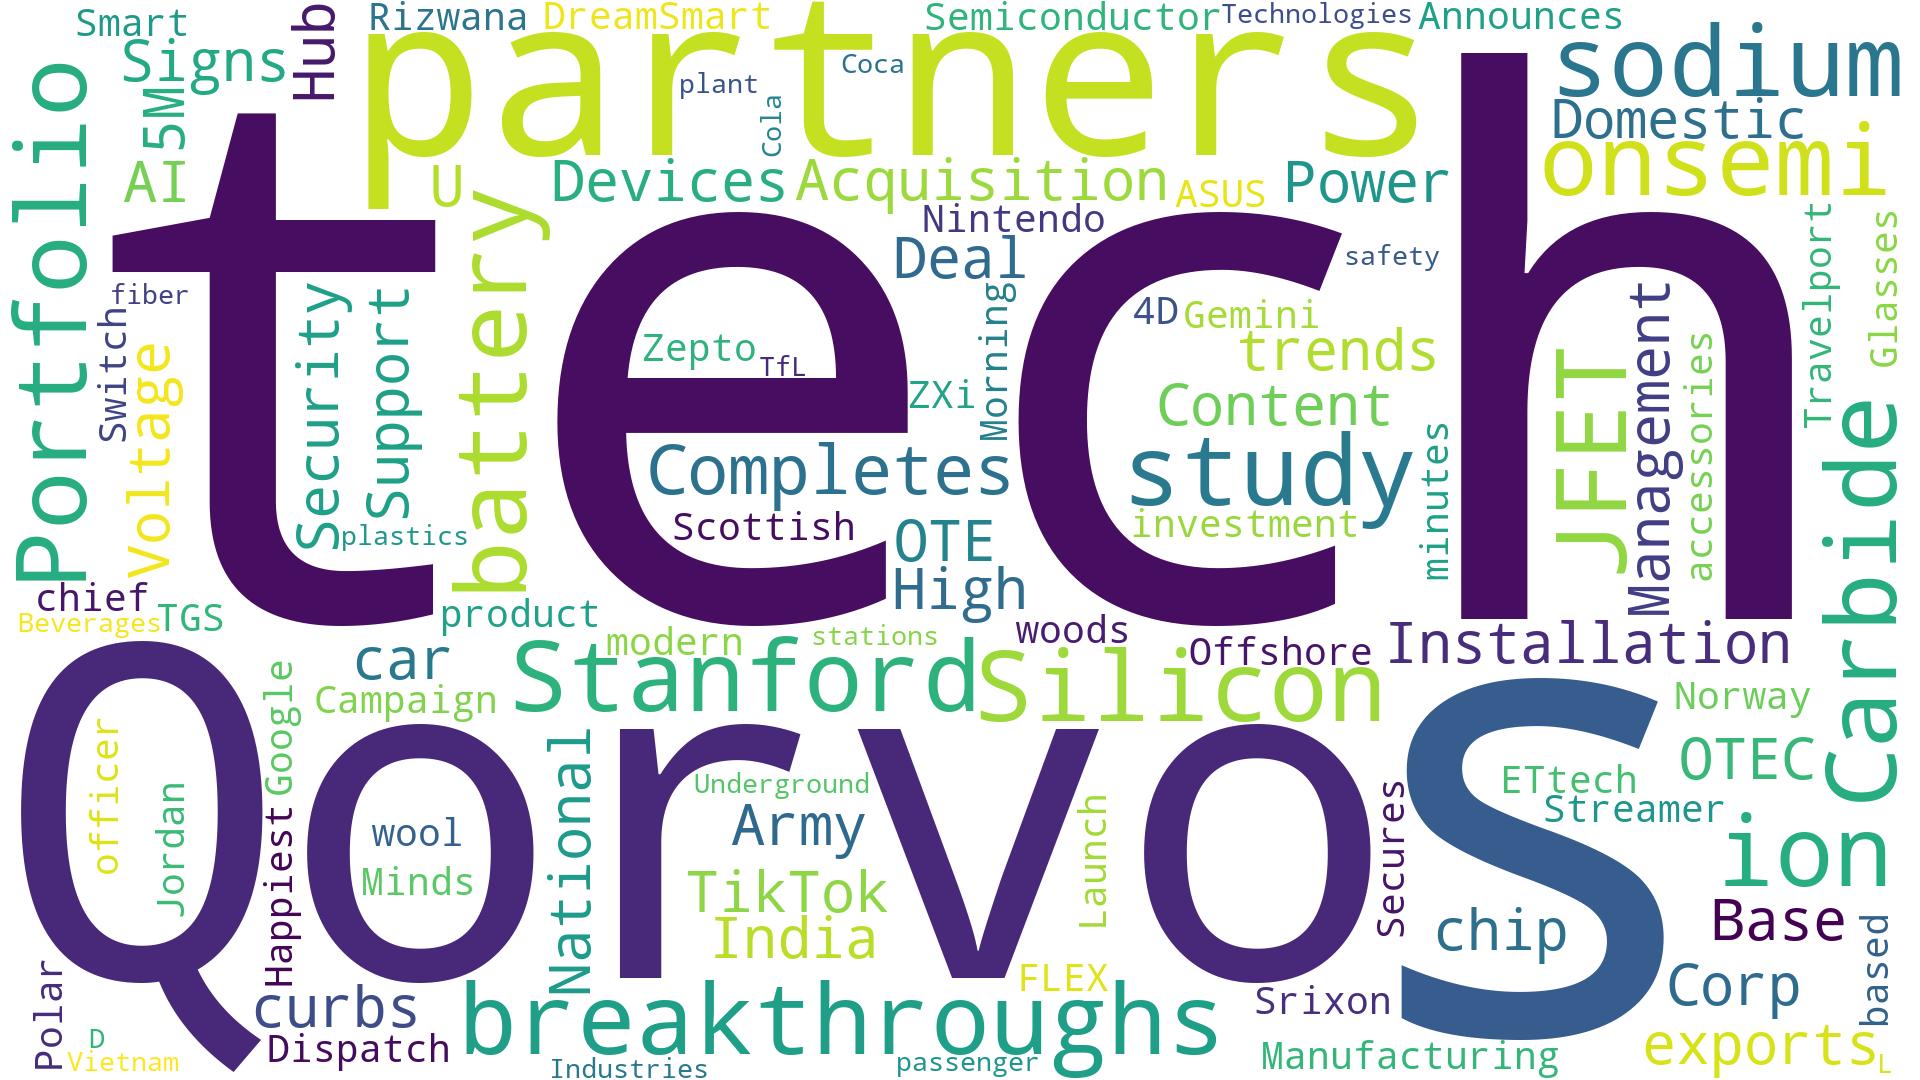 Smart
Rizwana
DreamSmart
Semiconductor
Technologies
Announces
Hub
Signs
partners
Coca
plant
Cola
sodium
Domestic
onsemi
Portfolio
5M
AI
U
Devices
Acquisition
ASUS
Power
tech
Nintendo
Deal
safety
Travelport
Glasses
fiber
Switch
Voltage
Security
Support
battery
Zepto
TfL
ZXi
Morning
4D
Gemini
trends
Content
study
investment
minutes
JFET
Management
accessories
Carbide
Completes
Scottish
OTE
High
plastics
chief
Beverages
TGS
product
modern
stations
woods
Offshore
Installation
car
Campaign
Stanford
Silicon
Norway
OTEC
Qorvo
S
officer
Jordan
Google
Happiest
wool
Minds
National
Underground
Army
TikTok
India
Launch
FLEX
Secures
ETtech
Streamer
chip
ion
Base
Corp
based
Polar
D
Vietnam
curbs
Dispatch
breakthroughs
Industries
passenger
Srixon
Manufacturing
exports
L